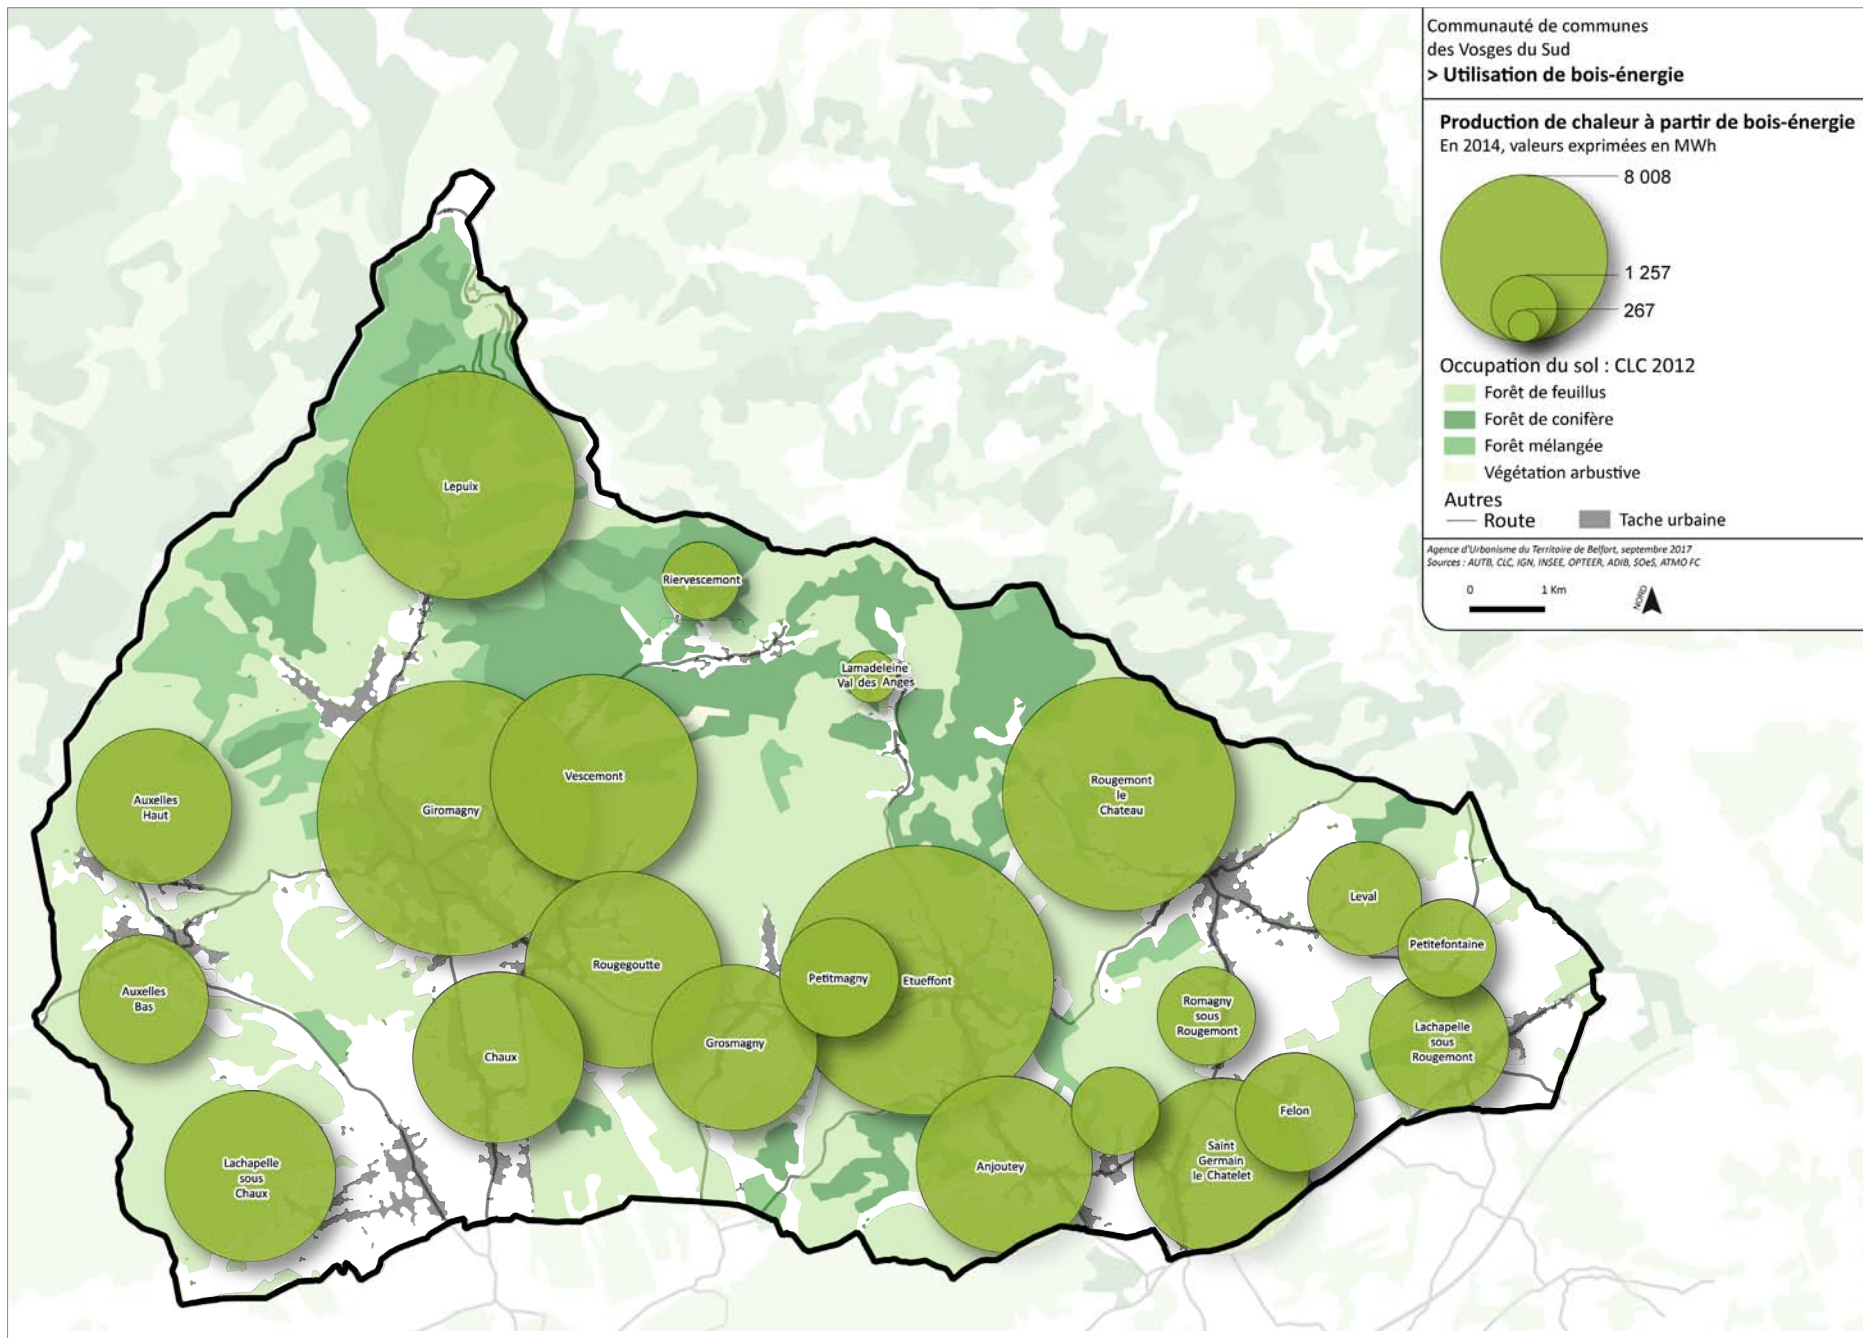 Communauté de communes
des Vosges du Sud
> Utilisation de bois-énergie
Production de chaleur à partir de bois-énergie
En 2014, valeurs exprimées en MWh
8 008
1 257
267
Occupation du sol : CLC 2012
Forêt de feuillus
Forêt de conifère
Forêt mélangée
Végétation arbustive
Autres
Route
Tache urbaine
Agence d'Urbanisme du Territoire de Belfort, septembre 2017
Sources : AUTB, CLC, IGN, INSEE, OPTEER, ADIB, SOeS, ATMO FC
0 1 Km
NORD
Lepuix
Riervescemont
Lamadeleine
Val des Anges
Vescemont
Rougemont
le
Chateau
Auxelles
Haut
Giromagny
Leval
Petitefontaine
Rougegoutte
Petitmagny
Etueffont
Auxelles
Bas
Romagny
sous
Rougemont
Lachapelle
sous
Rougemont
Chaux
Grosmagny
Felon
Saint
Germain
le Chatelet
Anjoutey
Lachapelle
sous
Chaux